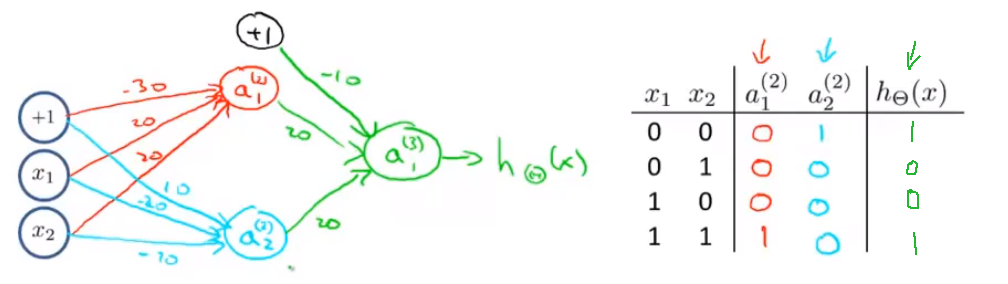 +1
-30
a₁⁽²⁾
-10
+1
20
20
20
a₁⁽³⁾
h_Θ(x)
x₁
10
-20
x₂
-20
a₂⁽²⁾
20
x₁ x₂ a₁⁽²⁾ a₂⁽²⁾ h_Θ(x)
0 0 0 1 1
0 1 0 0 0
1 0 0 0 0
1 1 1 0 1